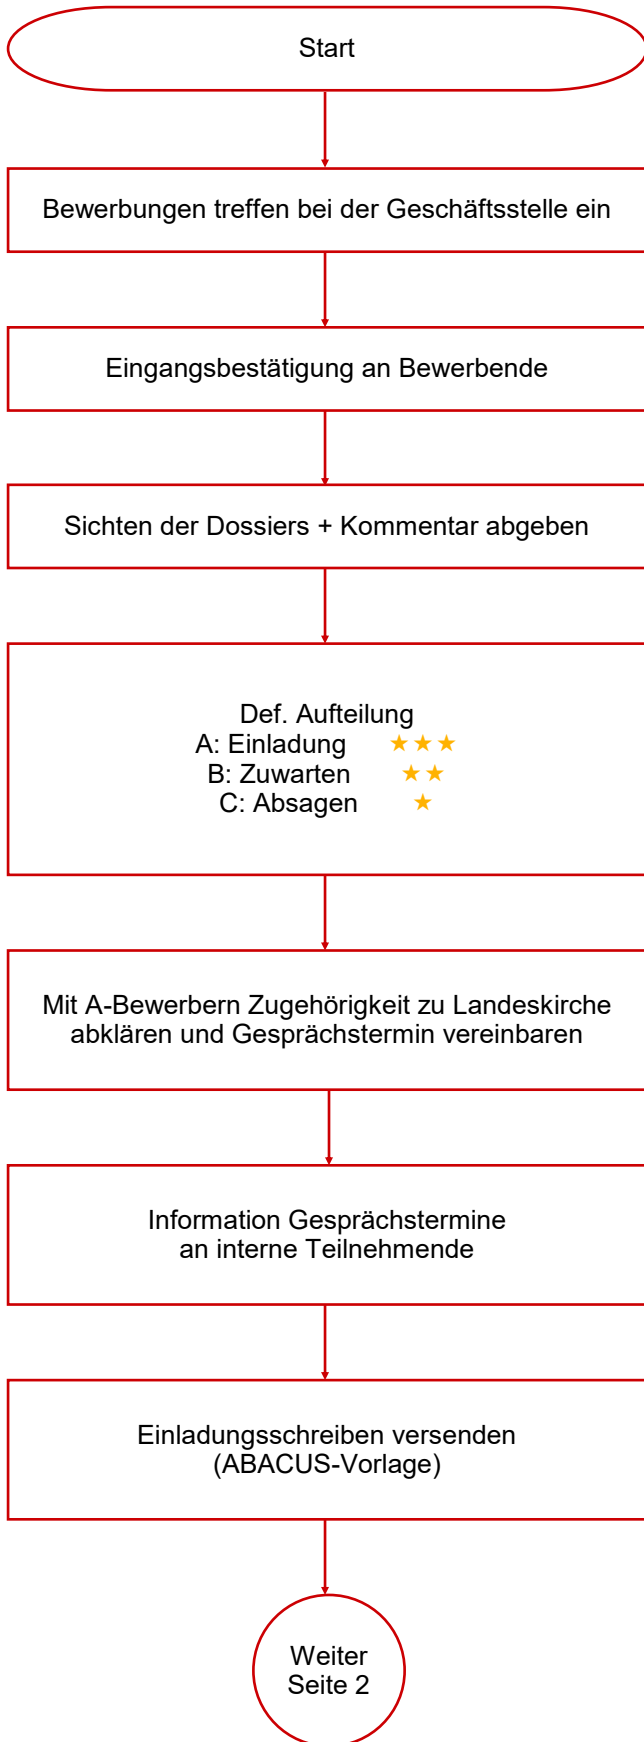 Start
Bewerbungen treffen bei der Geschäftsstelle ein
Eingangsbestätigung an Bewerbende
Sichten der Dossiers + Kommentar abgeben
Def. Aufteilung
A: Einladung ★★★
B: Zuwarten ★★
C: Absagen ★
Mit A-Bewerbern Zugehörigkeit zu Landeskirche
abklären und Gesprächstermin vereinbaren
Information Gesprächstermine
an interne Teilnehmende
Einladungsschreiben versenden
(ABACUS-Vorlage)
Weiter
Seite 2